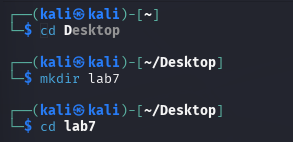 ┌──(kali㉿kali)-[~]
└─$ cd Desktop
┌──(kali㉿kali)-[~/Desktop]
└─$ mkdir lab7
┌──(kali㉿kali)-[~/Desktop]
└─$ cd lab7